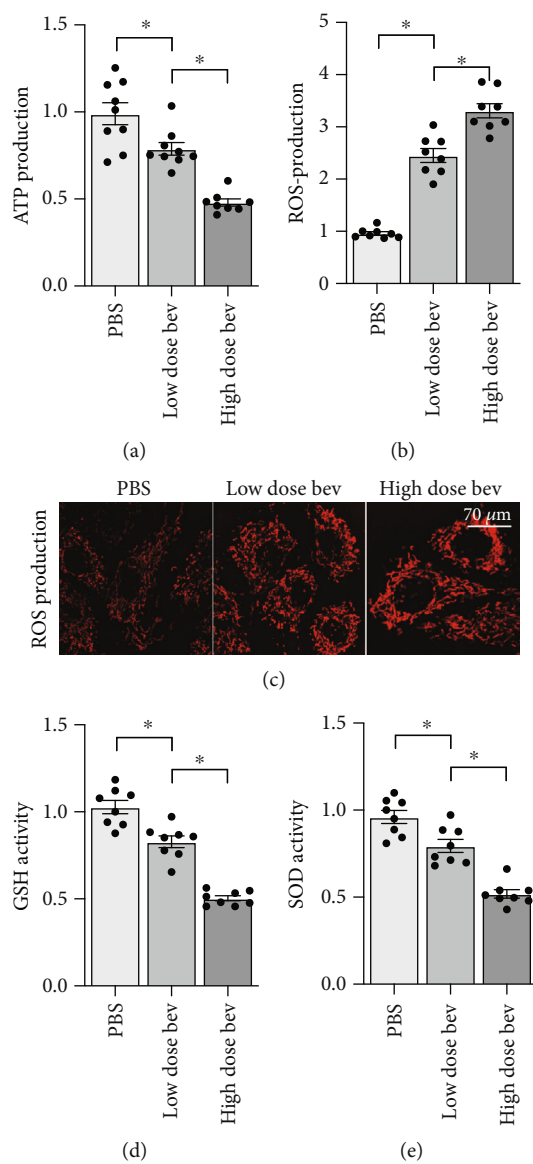 1.5
1.0
0.5
0.0
ATP production
*
*
PBS
Low dose bev
High dose bev
(a)
5
4
3
2
1
0
ROS-production
*
*
PBS
Low dose bev
High dose bev
(b)
PBS
Low dose bev
High dose bev
70 μm
ROS production
(c)
1.5
1.0
0.5
0.0
GSH activity
*
*
PBS
Low dose bev
High dose bev
(d)
1.5
1.0
0.5
0.0
SOD activity
*
*
PBS
Low dose bev
High dose bev
(e)